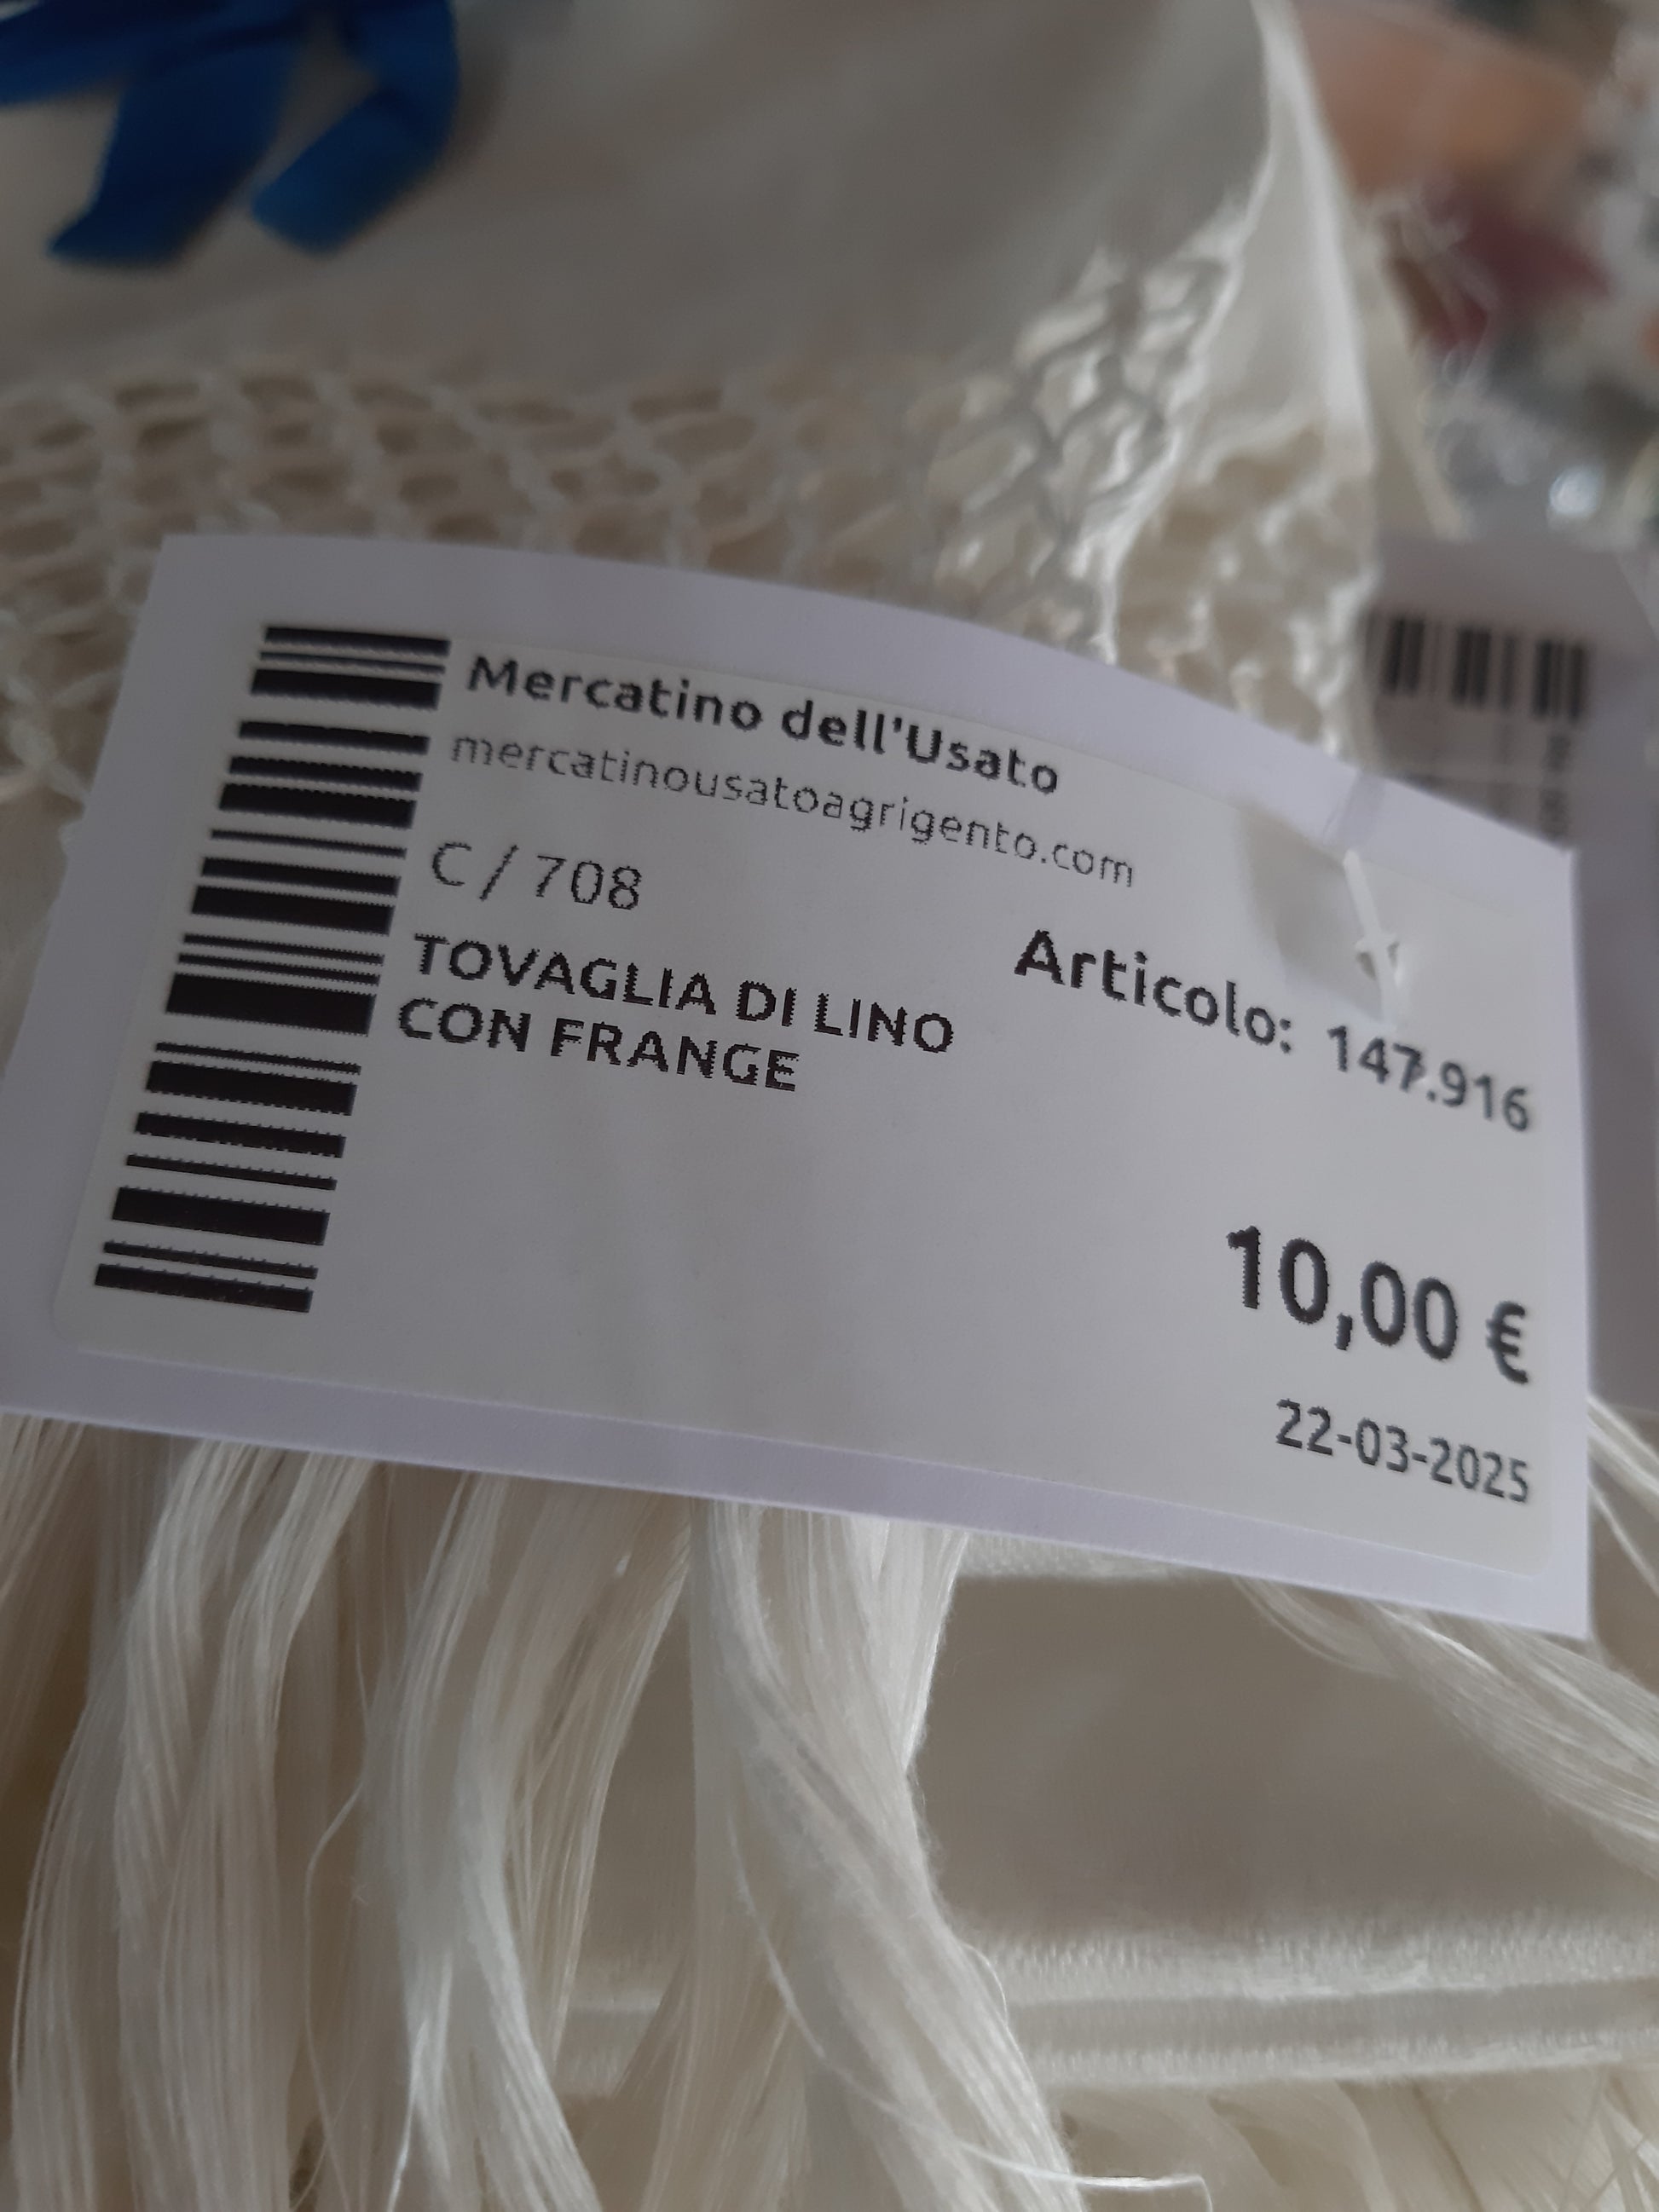 Mercatino dell'Usato
mercatinousatoagrigento.com
C / 708
Articolo: 147.916
TOVAGLIA DI LINO
CON FRANGE
10,00 €
22-03-2025